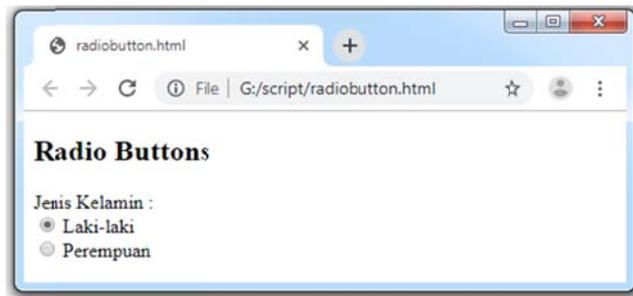 radiobutton.html
File | G:/script/radiobutton.html
Radio Buttons
Jenis Kelamin :
Laki-laki
Perempuan